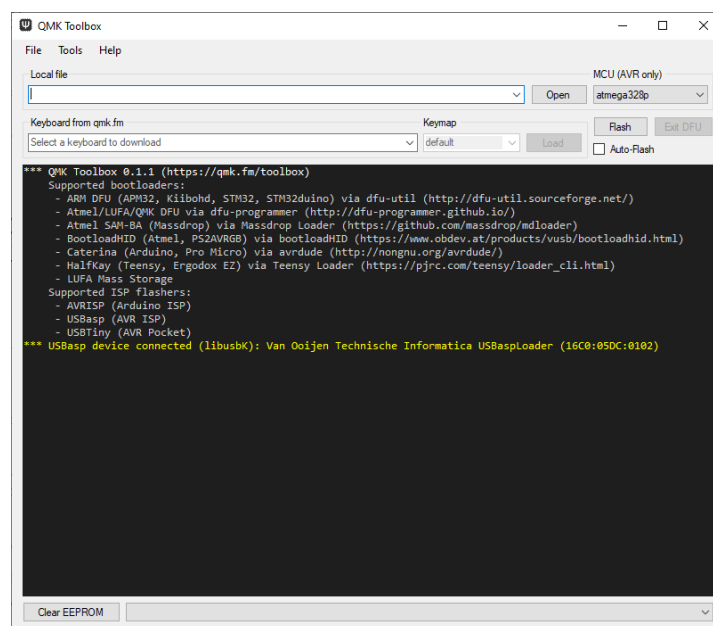 QMK Toolbox
File Tools Help
Local file
MCU (AVR only)
Open
atmega328p
Keyboard from qmk.fm
Keymap
Select a keyboard to download
default
Load
Flash
Exit DFU
Auto-Flash
*** QMK Toolbox 0.1.1 (https://qmk.fm/toolbox)
Supported bootloaders:
- ARM DFU (APM32, Kiibohd, STM32, STM32duino) via dfu-util (http://dfu-util.sourceforge.net/)
- Atmel/LUFA/QMK DFU via dfu-programmer (http://dfu-programmer.github.io/)
- Atmel SAM-BA (Massdrop) via Massdrop Loader (https://github.com/massdrop/mdloader)
- BootloadHID (Atmel, PS2AVRGB) via bootloadHID (https://www.obdev.at/products/vusb/bootloadhid.html)
- Caterina (Arduino, Pro Micro) via avrdude (http://nongnu.org/avrdude/)
- HalfKay (Teensy, Ergodox EZ) via Teensy Loader (https://pjrc.com/teensy/loader_cli.html)
- LUFA Mass Storage
Supported ISP flashers:
- AVRISP (Arduino ISP)
- USBasp (AVR ISP)
- USBTiny (AVR Pocket)
*** USBasp device connected (libusbK): Van Ooijen Technische Informatica USBaspLoader (16C0:05DC:0102)
Clear EEPROM